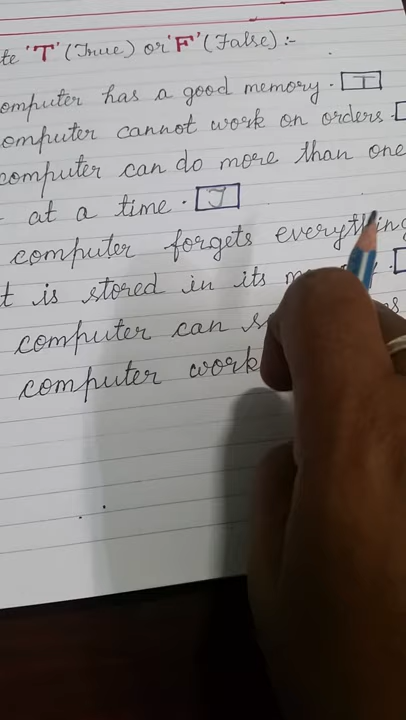 te 'T' (True) or 'F' (False) :-
omputer has a good memory. T
omputer cannot work on orders.
computer can do more than one
at a time. T
computer forgets everything
t is stored in its
computer can
computer work